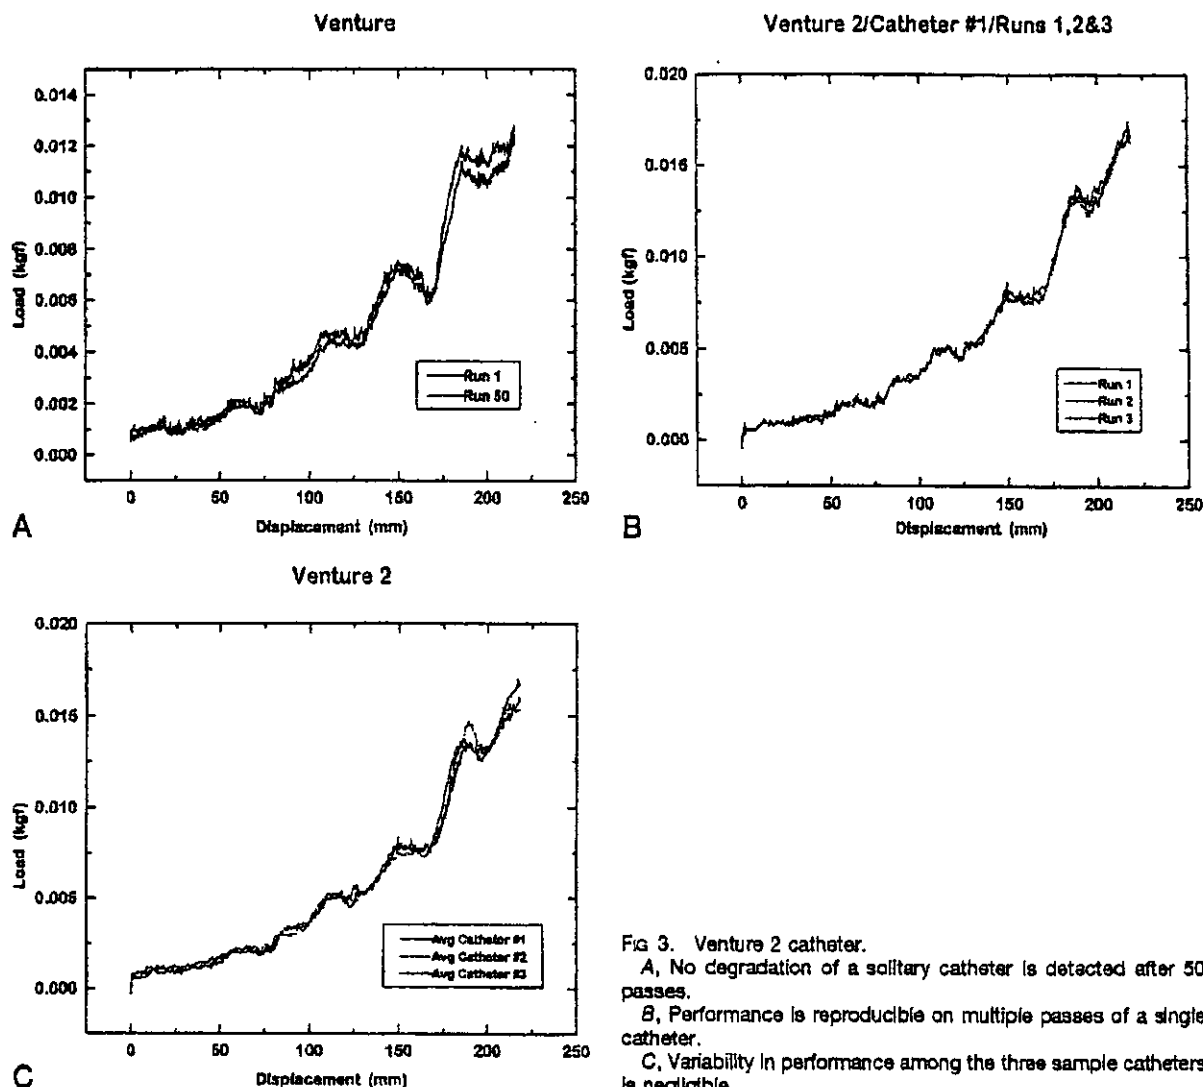 Venture
0.014
0.012
0.010
0.008
0.006
0.004
0.002
0.000
Load (kgf)
Run 1
Run 50
0 50 100 150 200 250
Displacement (mm)
A
Venture 2/Catheter #1/Runs 1,2&3
0.020
0.015
0.010
0.005
0.000
Load (kgf)
Run 1
Run 2
Run 3
0 50 100 150 200 250
Displacement (mm)
B
Venture 2
0.020
0.015
0.010
0.005
0.000
Load (kgf)
Avg Catheter #1
Avg Catheter #2
Avg Catheter #3
0 50 100 150 200 250
Displacement (mm)
C
FIG 3. Venture 2 catheter.
A, No degradation of a solitary catheter is detected after 50
passes.
B, Performance is reproducible on multiple passes of a single
catheter.
C, Variability in performance among the three sample catheters
is negligible.